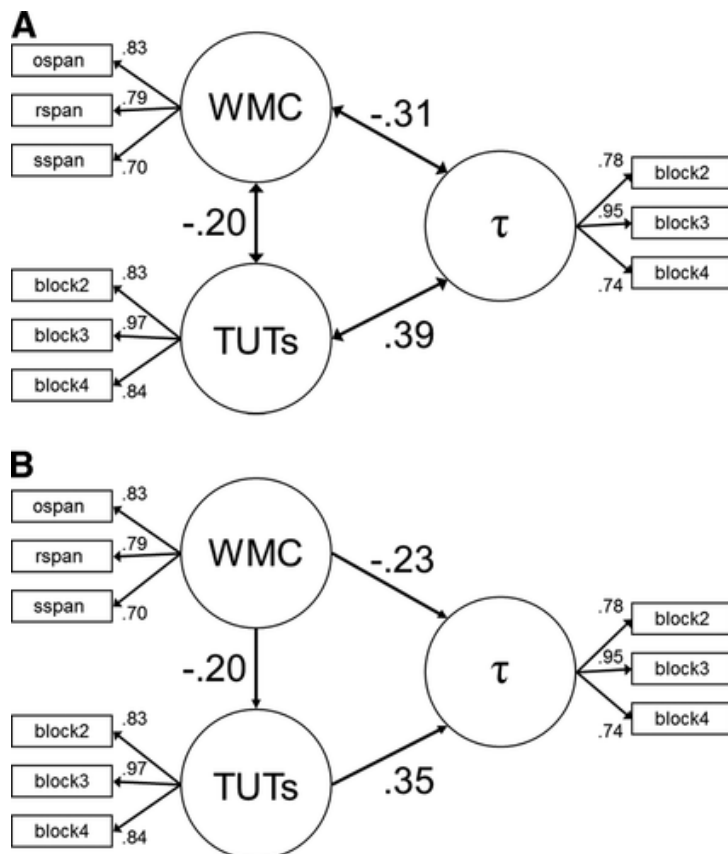 A
ospan
.83
rspan
.79
sspan
.70
WMC
-.31
-.20
τ
.78
block2
.95
block3
.74
block4
block2
.83
block3
.97
block4
.84
TUTs
.39
B
ospan
.83
rspan
.79
sspan
.70
WMC
-.23
-.20
τ
.78
block2
.95
block3
.74
block4
block2
.83
block3
.97
block4
.84
TUTs
.35